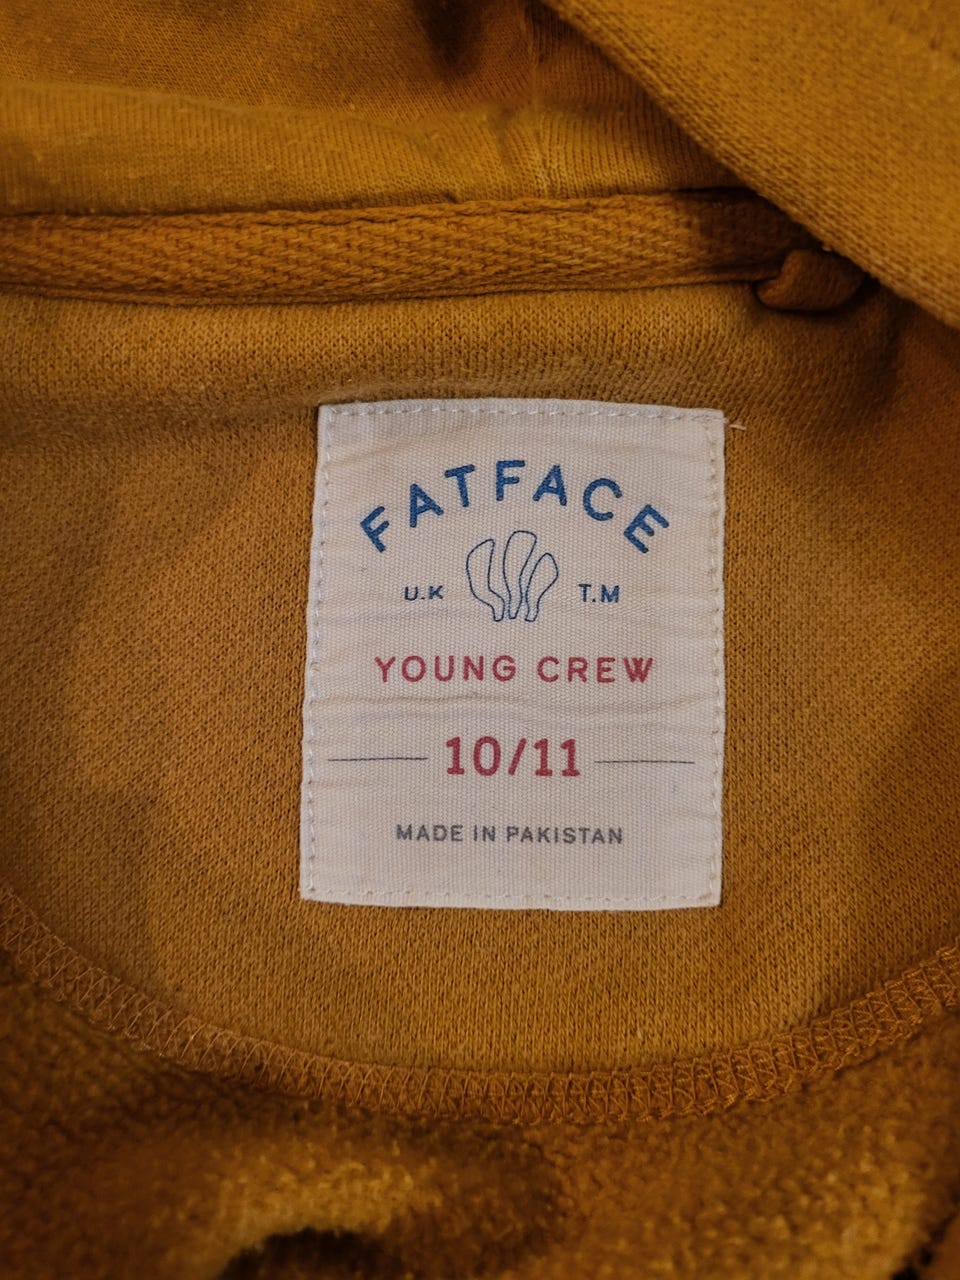 FATFACE
U.K T.M
YOUNG CREW
10/11
MADE IN PAKISTAN